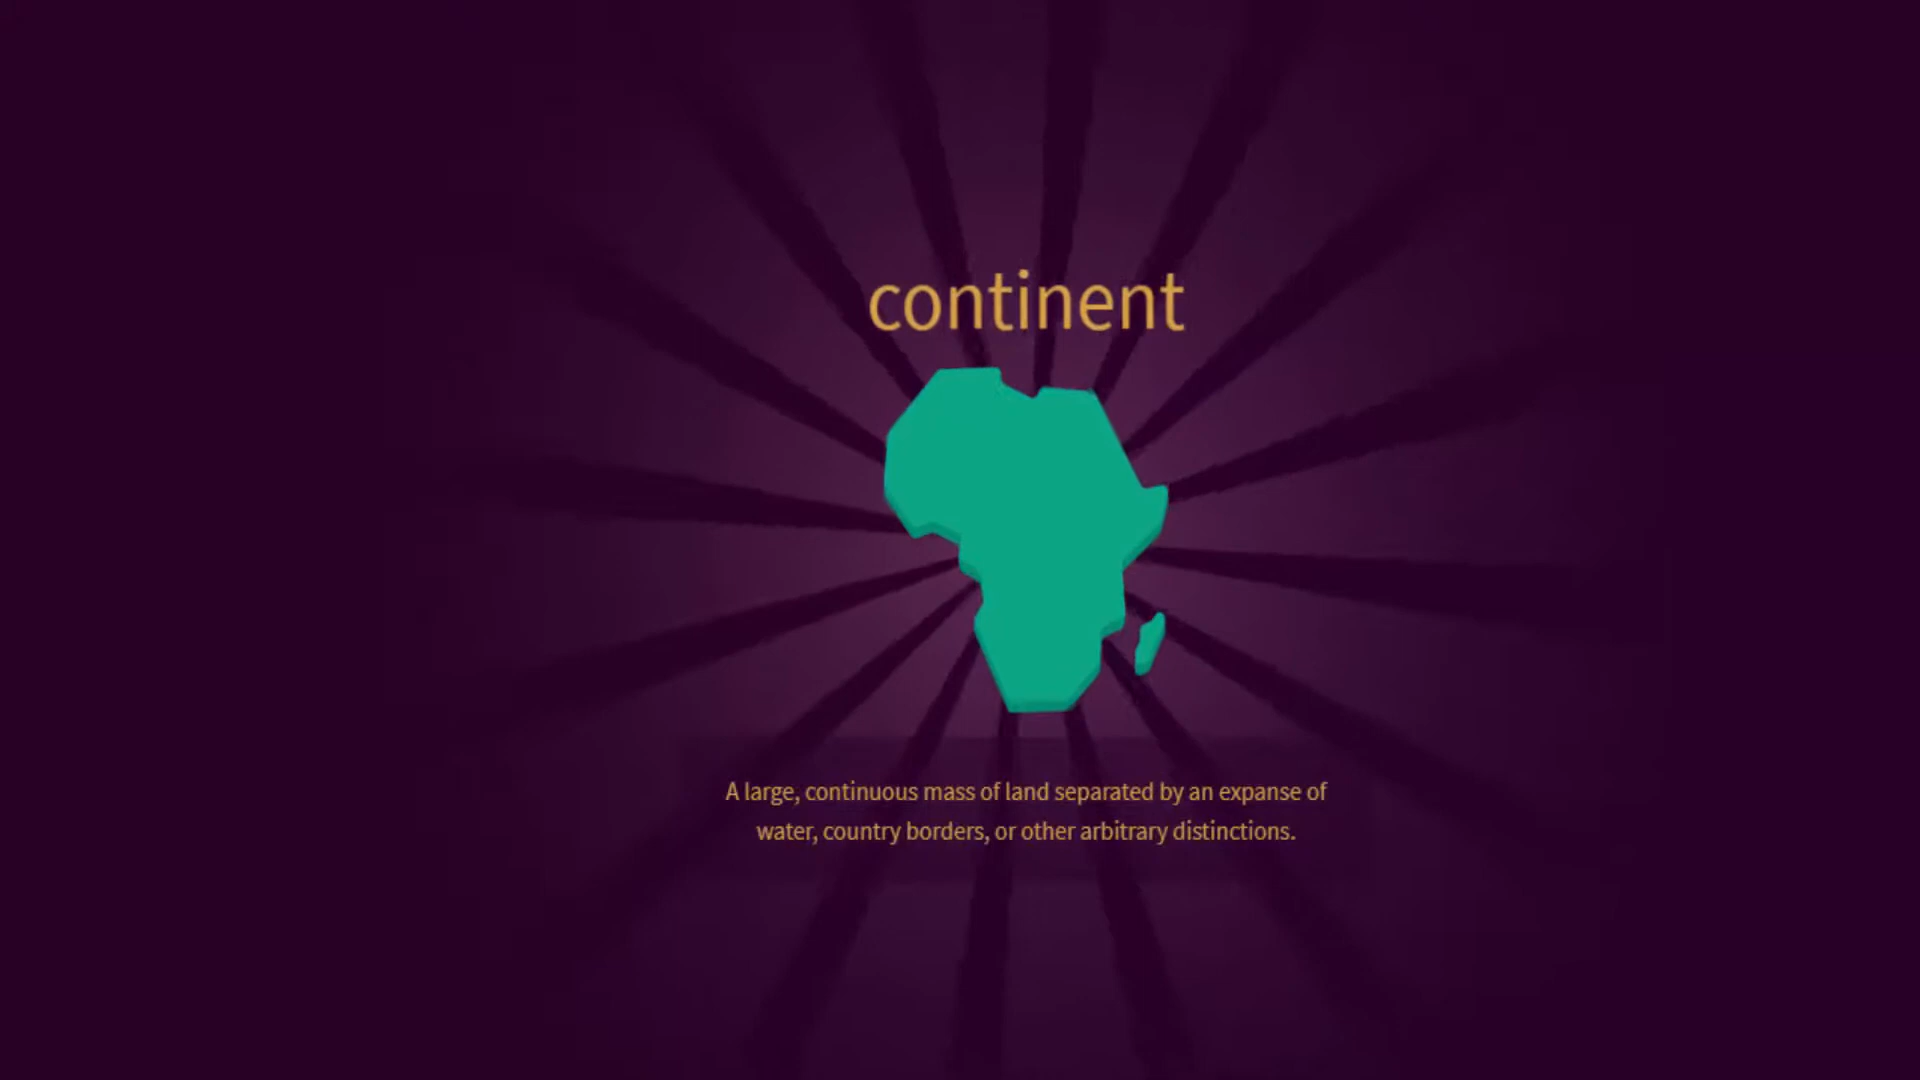 continent
A large, continuous mass of land separated by an expanse of
water, country borders, or other arbitrary distinctions.